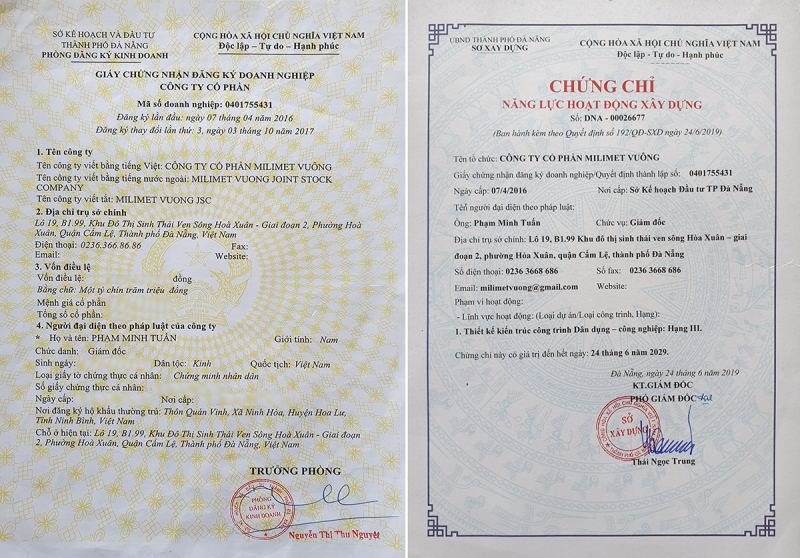 SỞ KẾ HOẠCH VÀ ĐẦU TƯ
THÀNH PHỐ ĐÀ NẴNG
PHÒNG ĐĂNG KÝ KINH DOANH
CỘNG HÒA XÃ HỘI CHỦ NGHĨA VIỆT NAM
Độc lập – Tự do – Hạnh phúc
GIẤY CHỨNG NHẬN ĐĂNG KÝ DOANH NGHIỆP
CÔNG TY CỔ PHẦN
Mã số doanh nghiệp: 0401755431
Đăng ký lần đầu: ngày 07 tháng 04 năm 2016
Đăng ký thay đổi lần thứ: 3, ngày 03 tháng 10 năm 2017
1. Tên công ty
Tên công ty viết bằng tiếng Việt: CÔNG TY CỔ PHẦN MILIMET VUÔNG
Tên công ty viết bằng tiếng nước ngoài: MILIMET VUONG JOINT STOCK
COMPANY
Tên công ty viết tắt: MILIMET VUONG JSC
2. Địa chỉ trụ sở chính
Lô 19, B1.99, Khu Đô Thị Sinh Thái Ven Sông Hoà Xuân - Giai đoạn 2, Phường Hoà
Xuân, Quận Cẩm Lệ, Thành phố Đà Nẵng, Việt Nam
Điện thoại: 0236.366.86.86 Fax:
Email: Website:
3. Vốn điều lệ
Vốn điều lệ: đồng
Bằng chữ: Một tỷ chín trăm triệu đồng
Mệnh giá cổ phần
Tổng số cổ phần:
4. Người đại diện theo pháp luật của công ty
* Họ và tên: PHẠM MINH TUẤN Giới tính: Nam
Chức danh: Giám đốc
Sinh ngày: Dân tộc: Kinh Quốc tịch: Việt Nam
Loại giấy tờ chứng thực cá nhân: Chứng minh nhân dân
Số giấy chứng thực cá nhân:
Ngày cấp: Nơi cấp:
Nơi đăng ký hộ khẩu thường trú: Thôn Quán Vinh, Xã Ninh Hòa, Huyện Hoa Lư,
Tỉnh Ninh Bình, Việt Nam
Chỗ ở hiện tại: Lô 19, B1.99, Khu Đô Thị Sinh Thái Ven Sông Hoà Xuân - Giai đoạn
2, Phường Hoà Xuân, Quận Cẩm Lệ, Thành phố Đà Nẵng, Việt Nam
TRƯỞNG PHÒNG
PHÒNG
ĐĂNG KÝ
KINH DOANH
Nguyễn Thị Thu Nguyệt
UBND THÀNH PHỐ ĐÀ NẴNG
SỞ XÂY DỰNG
CỘNG HÒA XÃ HỘI CHỦ NGHĨA VIỆT NAM
Độc lập - Tự do - Hạnh phúc
CHỨNG CHỈ
NĂNG LỰC HOẠT ĐỘNG XÂY DỰNG
Số: DNA - 00026677
(Ban hành kèm theo Quyết định số 192/QĐ-SXD ngày 24/6/2019)
Tên tổ chức: CÔNG TY CỔ PHẦN MILIMET VUÔNG
Giấy chứng nhận đăng ký doanh nghiệp/Quyết định thành lập số: 0401755431
Ngày cấp: 07/4/2016 Nơi cấp: Sở Kế hoạch Đầu tư TP Đà Nẵng
Tên người đại diện theo pháp luật:
Ông: Phạm Minh Tuấn Chức vụ: Giám đốc
Địa chỉ trụ sở chính: Lô 19, B1.99 Khu đô thị sinh thái ven sông Hòa Xuân – giai
đoạn 2, phường Hòa Xuân, quận Cẩm Lệ, thành phố Đà Nẵng
Số điện thoại: 0236 3668 686 Số fax: 0236 3668 686
Email: milimetvuong@gmail.com Website:
Phạm vi hoạt động:
- Lĩnh vực hoạt động: (Loại dự án/Loại công trình, Hạng):
1. Thiết kế kiến trúc công trình Dân dụng – công nghiệp: Hạng III.
Chứng chỉ này có giá trị đến hết ngày: 24 tháng 6 năm 2029.
Đà Nẵng, ngày 24 tháng 6 năm 2019
KT.GIÁM ĐỐC
PHÓ GIÁM ĐỐC
SỞ
XÂY DỰNG
Thái Ngọc Trung